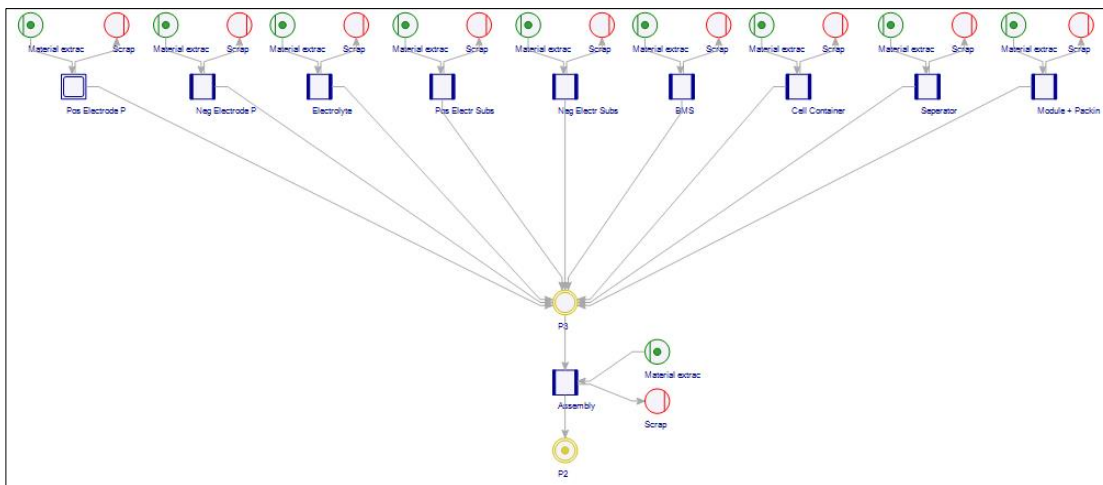 Material extrac Scrap Material extrac Scrap Material extrac Scrap Material extrac Scrap Material extrac Scrap Material extrac Scrap Material extrac Scrap Material extrac Scrap Material extrac Scrap
Pos Electrode P Neg Electrode P Electrolyte Pos Electr Subs Neg Electr Subs BMS Cell Container Seperator Module + Packin
P3
Material extrac
Assembly
Scrap
P2